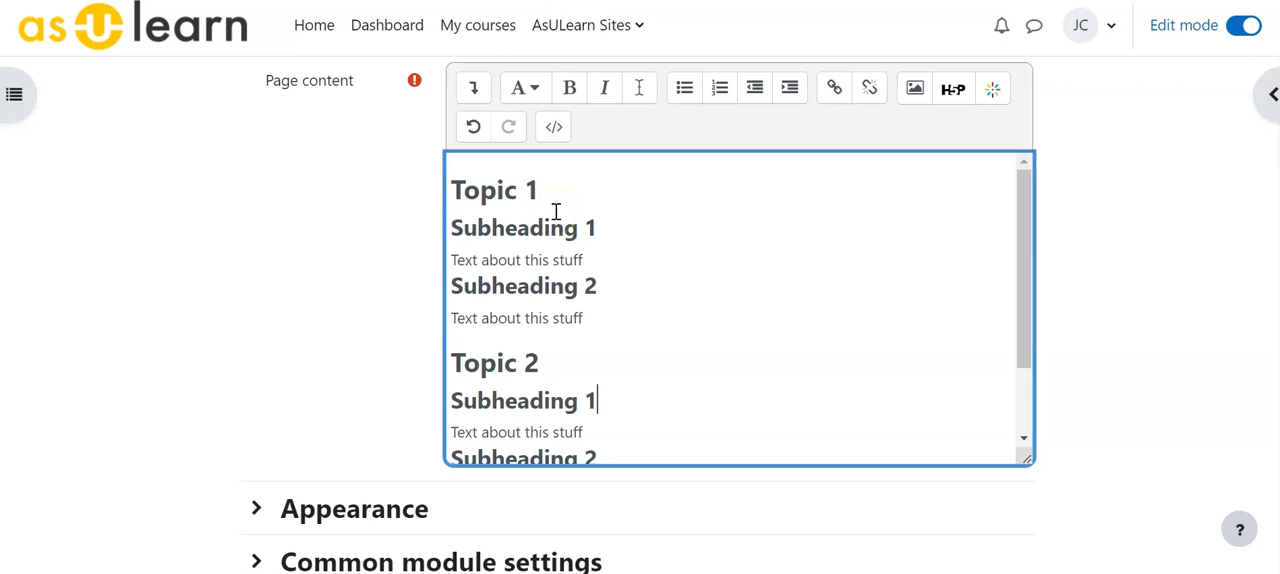 asUlearn Home Dashboard My courses AsULearn Sites JC Edit mode
Page content
A B I H-P
</>
Topic 1
Subheading 1
Text about this stuff
Subheading 2
Text about this stuff
Topic 2
Subheading 1
Text about this stuff
Subheading 2
Appearance
?
Common module settings